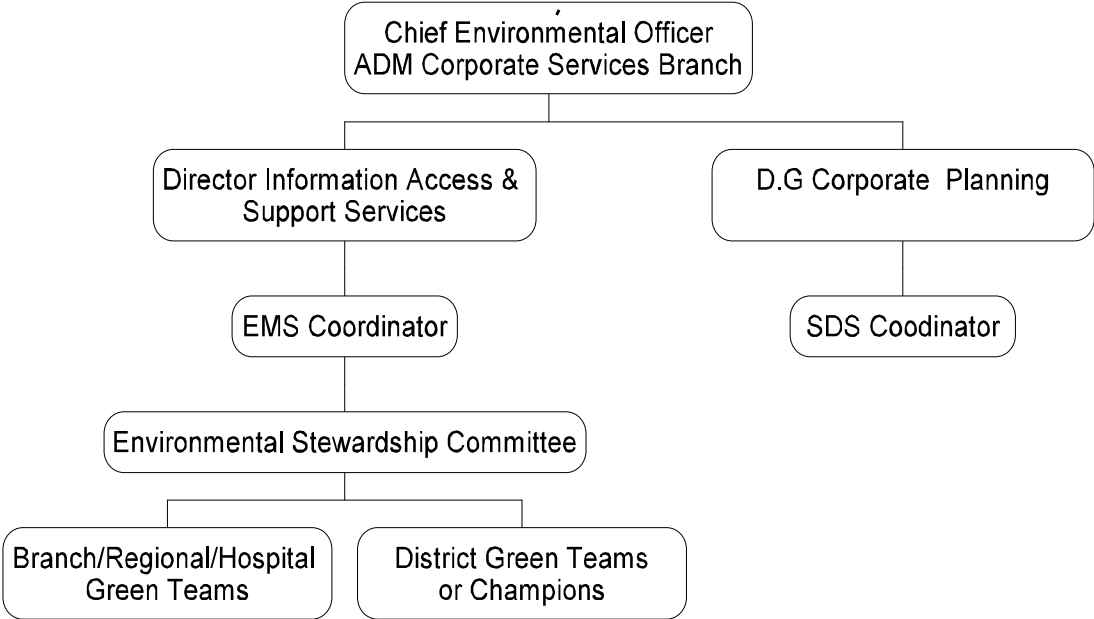 Chief Environmental Officer
ADM Corporate Services Branch
Director Information Access &
Support Services
D.G Corporate Planning
EMS Coordinator
SDS Coodinator
Environmental Stewardship Committee
Branch/Regional/Hospital
Green Teams
District Green Teams
or Champions